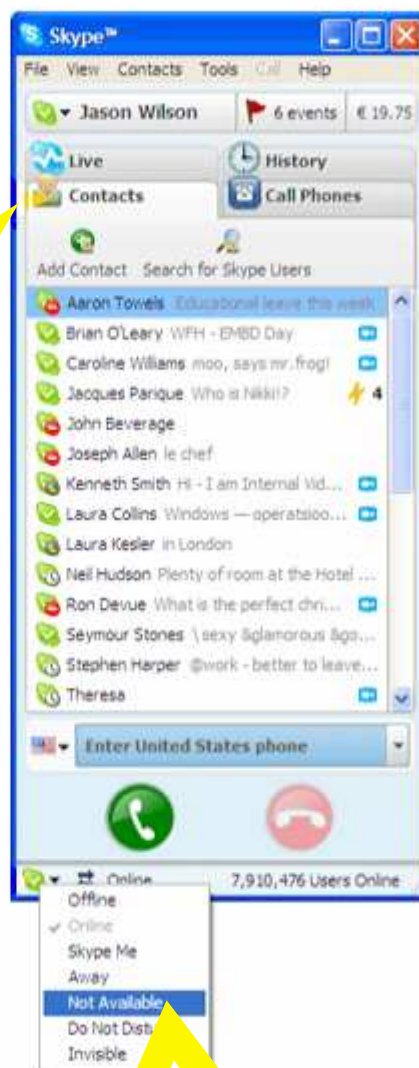 Skype™
File View Contacts Tools Call Help
Jason Wilson 6 events € 19.75
Live History
Contacts Call Phones
Add Contact Search for Skype Users
Aaron Towels Educational leave this week
Brian O'Leary WFH - EMBD Day
Caroline Williams moo, says mr.frog!
Jacques Parique Who is Nikki!? 4
John Beverage
Joseph Allen le chef
Kenneth Smith Hi - I am Internal Vid...
Laura Collins Windows — operatsioo...
Laura Kesler in London
Neil Hudson Plenty of room at the Hotel ...
Ron Devue What is the perfect chri...
Seymour Stones \sexy &glamorous &go...
Stephen Harper @work - better to leave...
Theresa
Enter United States phone
Online 7,910,476 Users Online
Offline
Online
Skype Me
Away
Not Available
Do Not
Invisible